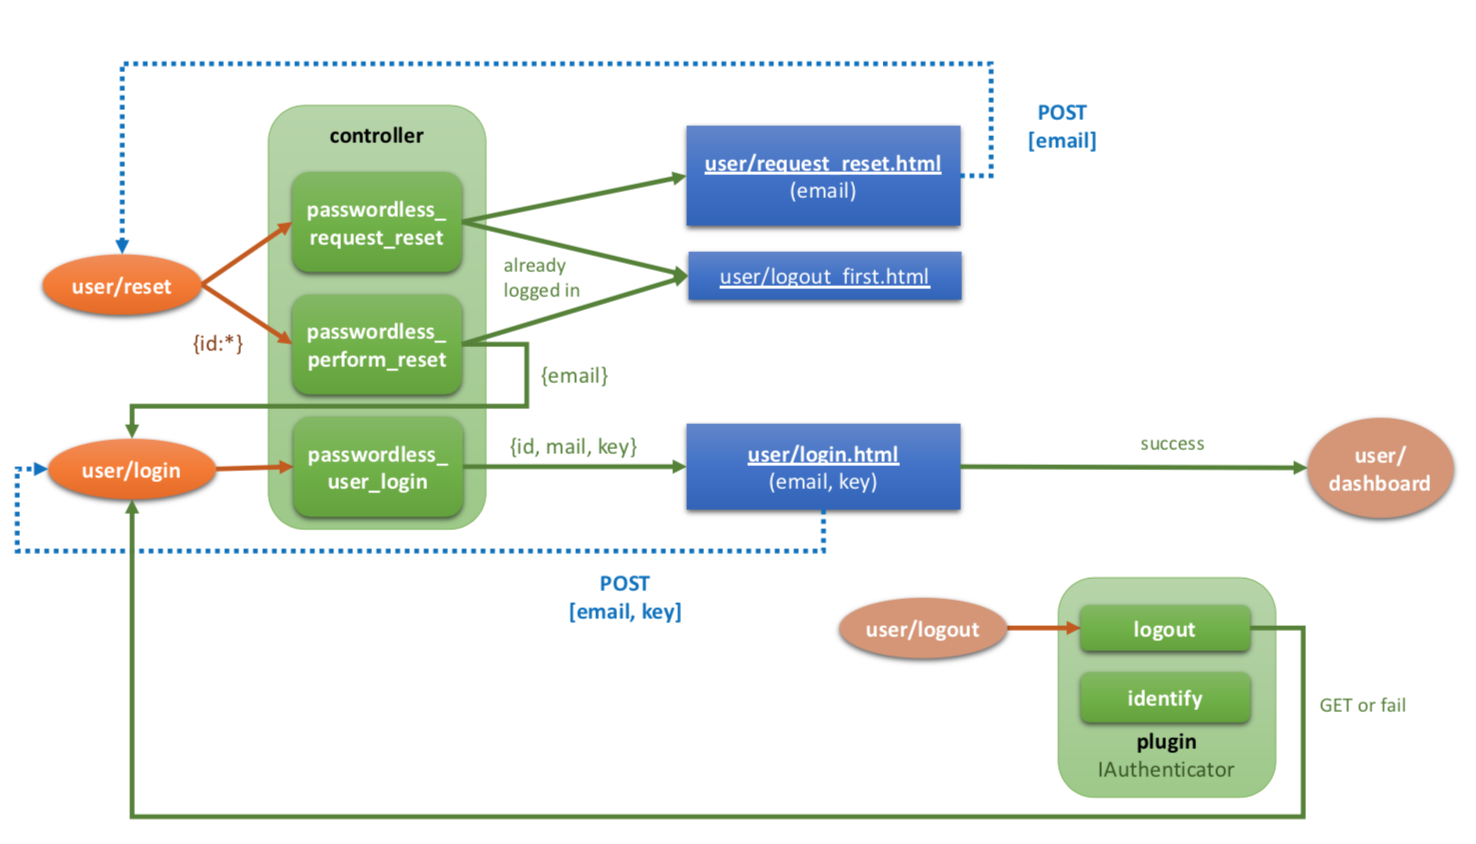 POST
[email]
controller
user/request_reset.html
(email)
passwordless_
request_reset
already
logged in
user/logout_first.html
user/reset
{id:*}
passwordless_
perform_reset
{email}
user/login
passwordless_
user_login
{id, mail, key}
user/login.html
(email, key)
success
user/
dashboard
POST
[email, key]
user/logout
logout
identify
plugin
IAuthenticator
GET or fail